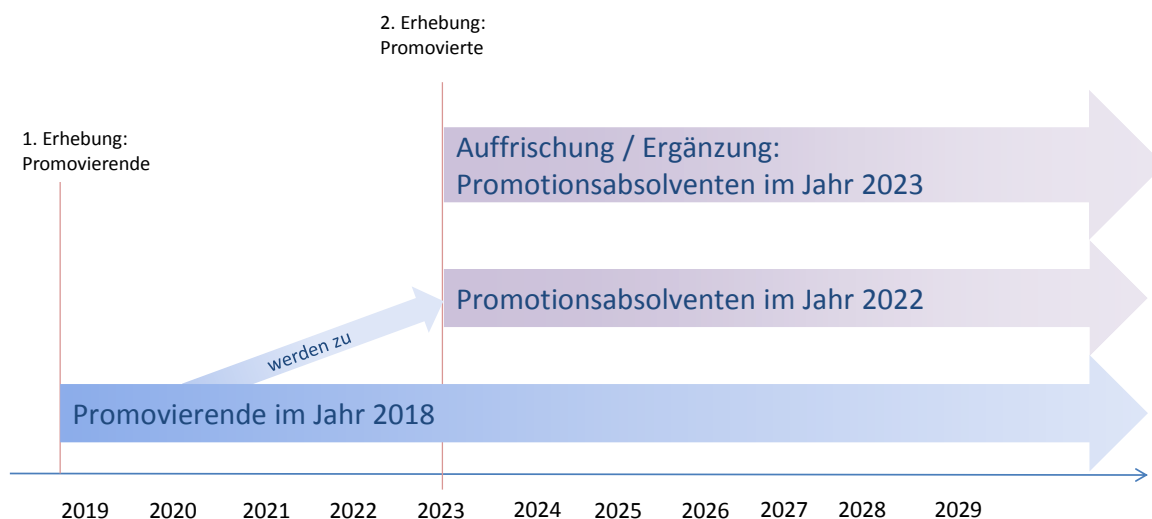 2. Erhebung:
Promovierte
1. Erhebung:
Promovierende
Auffrischung / Ergänzung:
Promotionsabsolventen im Jahr 2023
Promotionsabsolventen im Jahr 2022
werden zu
Promovierende im Jahr 2018
2019 2020 2021 2022 2023 2024 2025 2026 2027 2028 2029